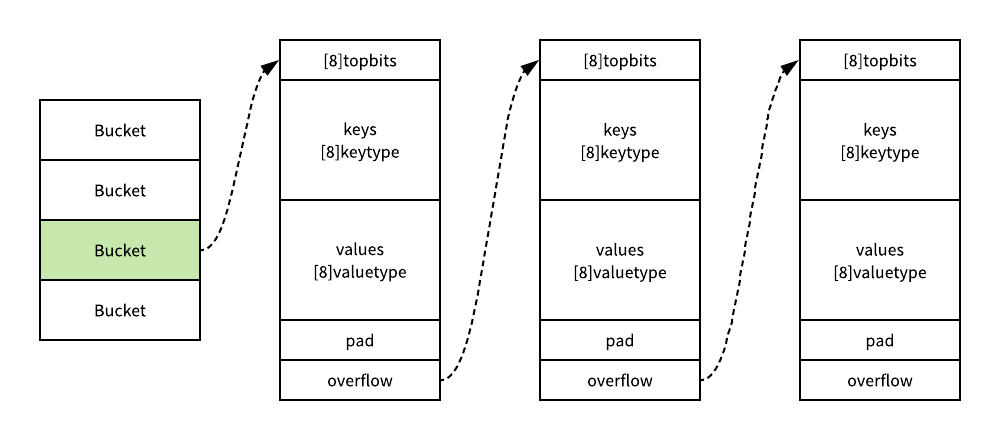 Bucket
Bucket
Bucket
Bucket
[8]topbits
keys
[8]keytype
values
[8]valuetype
pad
overflow
[8]topbits
keys
[8]keytype
values
[8]valuetype
pad
overflow
[8]topbits
keys
[8]keytype
values
[8]valuetype
pad
overflow